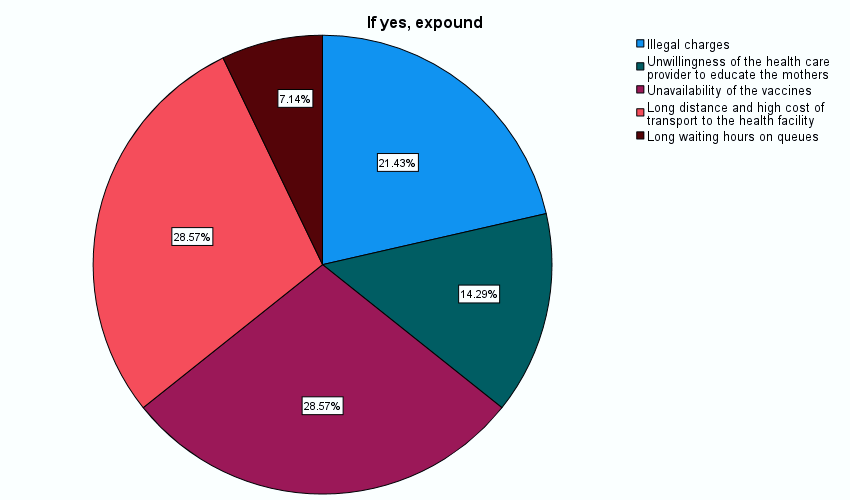 If yes, expound
Illegal charges
Unwillingness of the health care
provider to educate the mothers
Unavailability of the vaccines
Long distance and high cost of
transport to the health facility
Long waiting hours on queues
7.14%
21.43%
28.57%
14.29%
28.57%